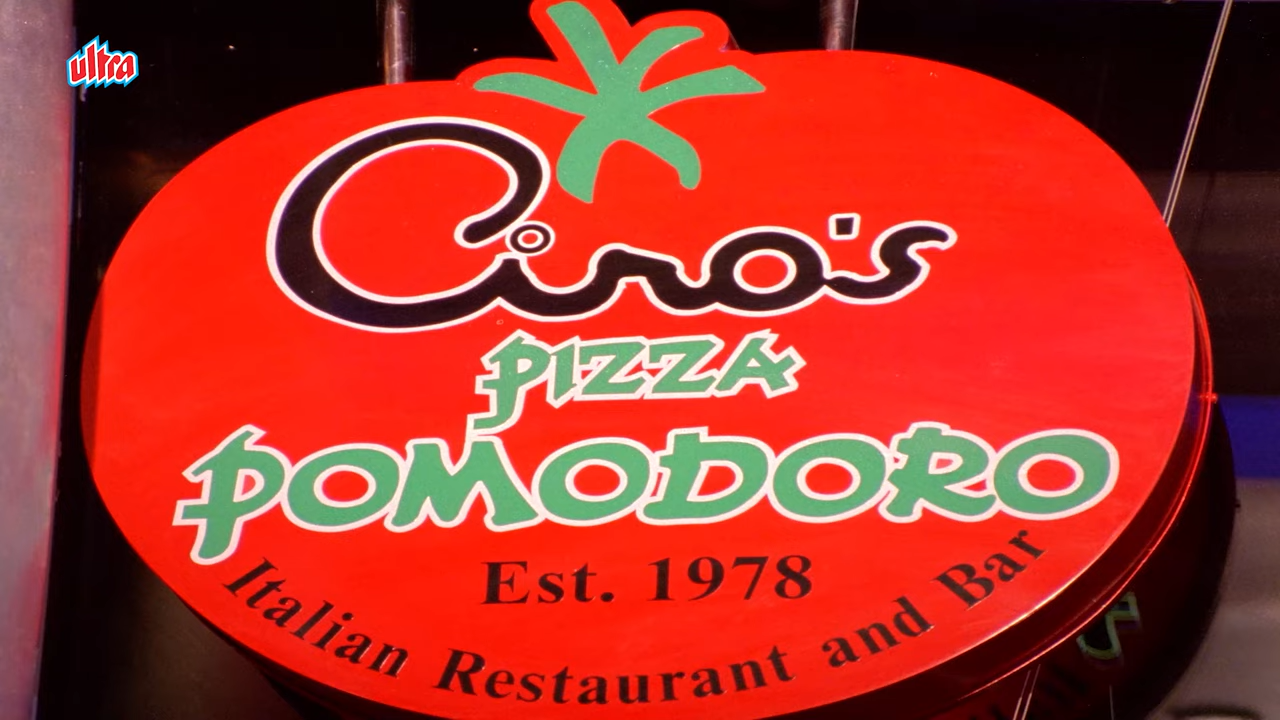 ultra
Ciro's
PIZZA
POMODORO
Est. 1978
Italian Restaurant and Bar